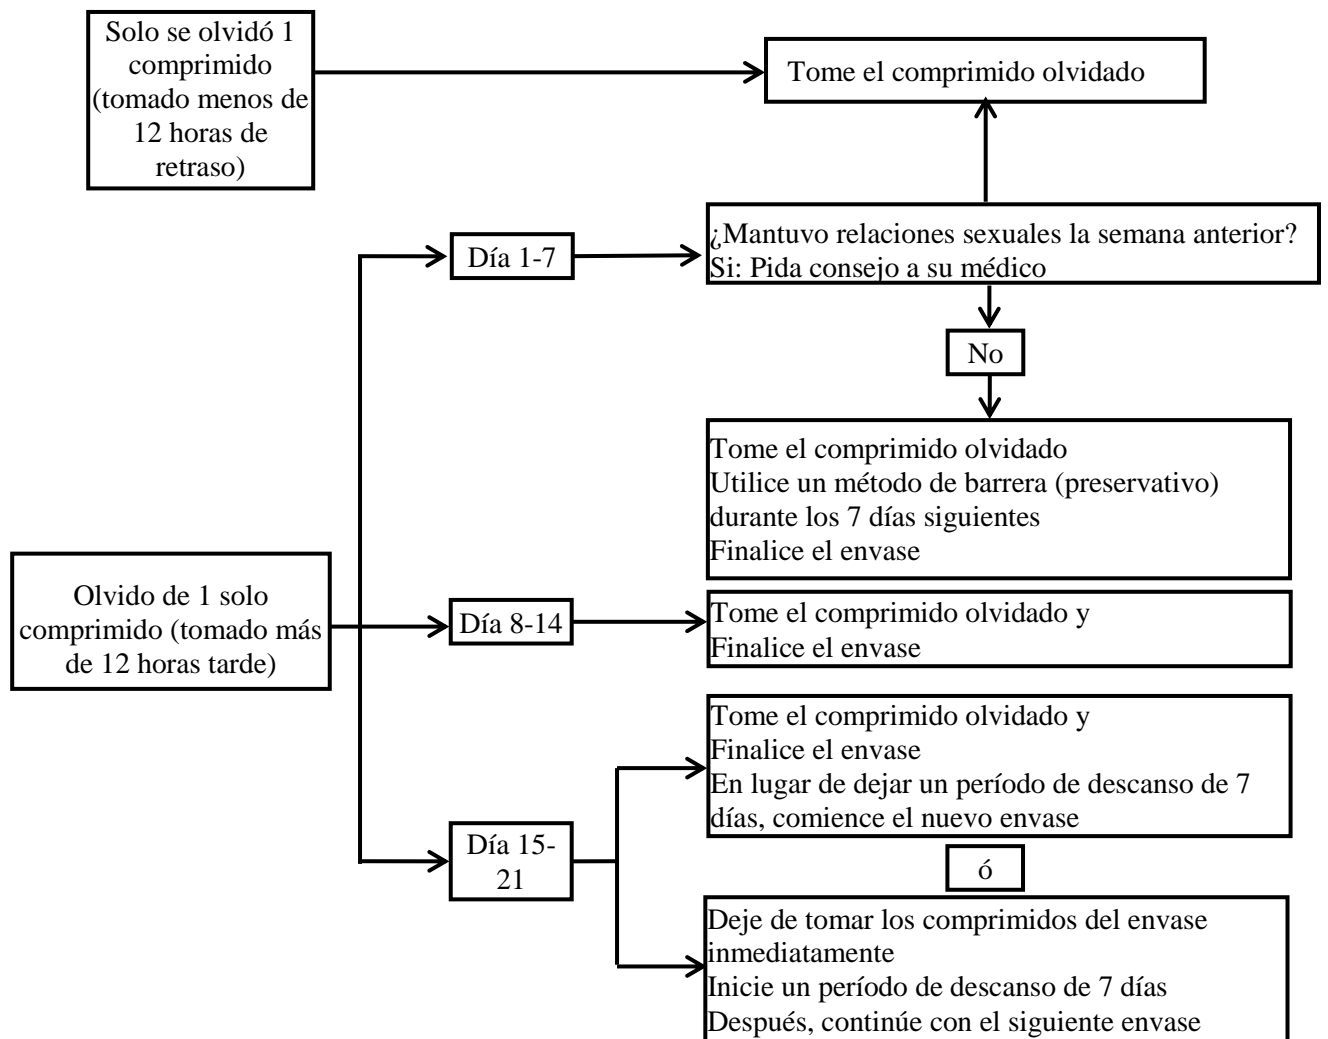 Solo se olvidó 1
comprimido
(tomado menos de
12 horas de
retraso)
Tome el comprimido olvidado
Día 1-7
¿Mantuvo relaciones sexuales la semana anterior?
Si: Pida consejo a su médico
No
Tome el comprimido olvidado
Utilice un método de barrera (preservativo)
durante los 7 días siguientes
Finalice el envase
Olvido de 1 solo
comprimido (tomado más
de 12 horas tarde)
Día 8-14
Tome el comprimido olvidado y
Finalice el envase
Día 15-
21
Tome el comprimido olvidado y
Finalice el envase
En lugar de dejar un período de descanso de 7
días, comience el nuevo envase
ó
Deje de tomar los comprimidos del envase
inmediatamente
Inicie un período de descanso de 7 días
Después, continúe con el siguiente envase